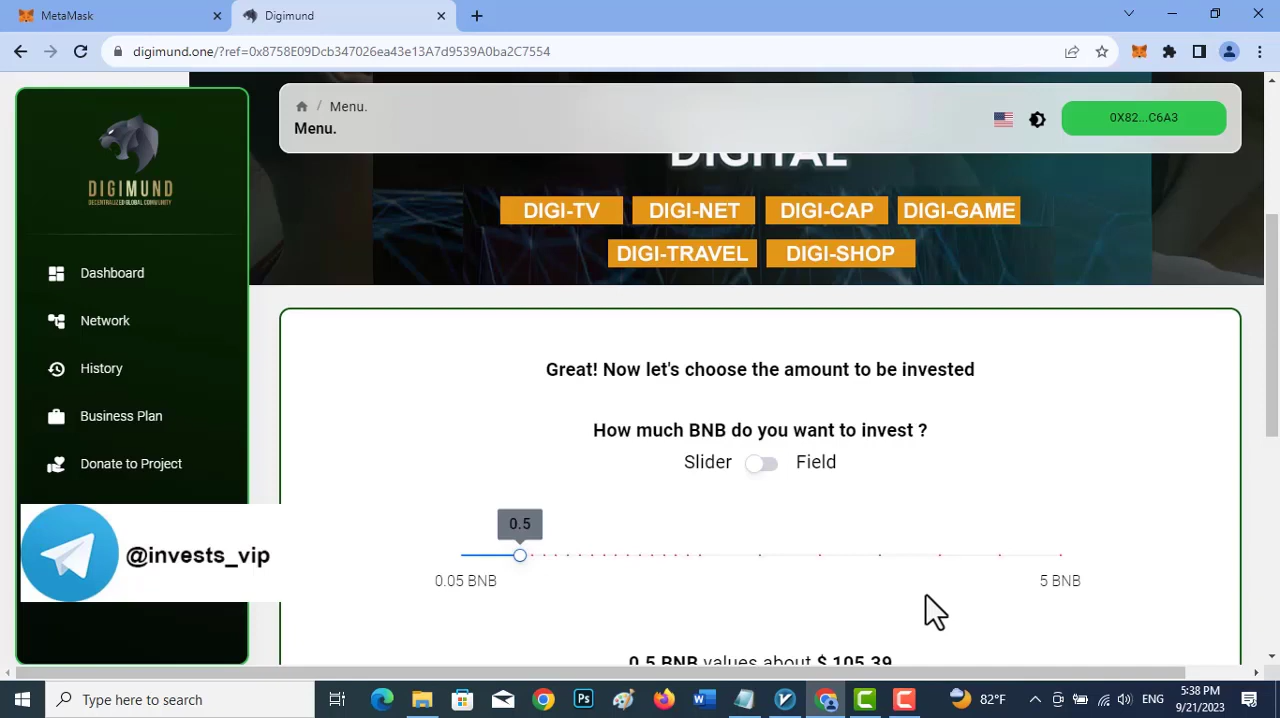 MetaMask
Digimund
digimund.one/?ref=0x8758E09Dcb347026ea43e13A7d9539A0ba2C7554
Menu.
Menu.
0X82...C6A3
DIGITAL
DIGI-TV
DIGI-NET
DIGI-CAP
DIGI-GAME
DIGI-TRAVEL
DIGI-SHOP
DIGIMUND
DECENTRALIZED GLOBAL COMMUNITY
Dashboard
Network
History
Business Plan
Donate to Project
@invests_vip
Great! Now let's choose the amount to be invested
How much BNB do you want to invest ?
Slider
Field
0.5
0.05 BNB
5 BNB
0.5 BNB values about $ 105.39
Type here to search
82°F
ENG
5:38 PM
9/21/2023